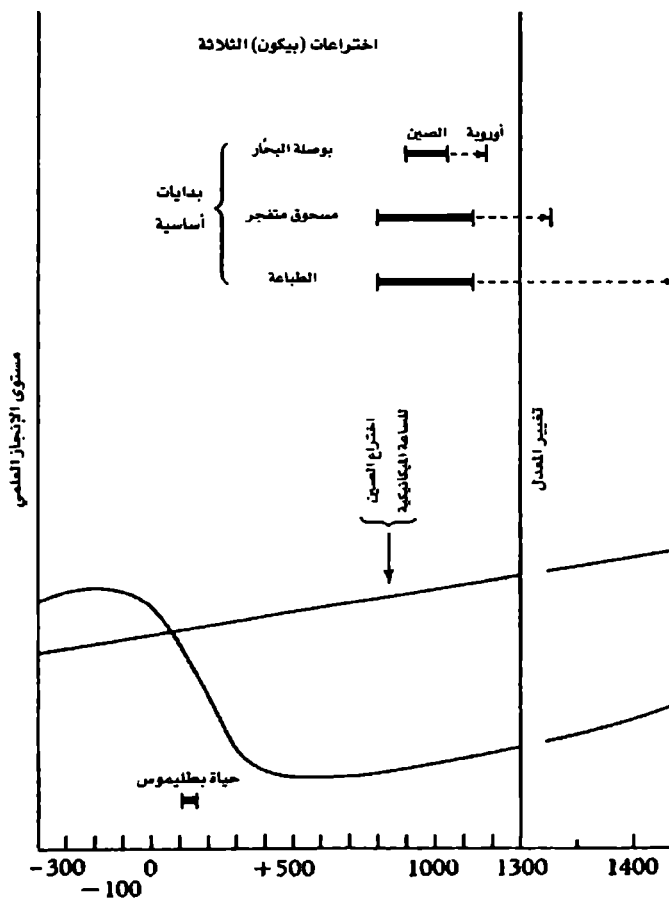 اختراعات (بيكون) الثلاثة
أوروبة
الصين
بوصلة البحّار
مسحوق متفجر
الطباعة
بدايات
أساسية
مستوى الإنجاز العلمي
اختراع الصين
للساعة الميكانيكية
تغيير المعدل
حياة بطليموس
-300 0 +500 1000 1300 1400
-100